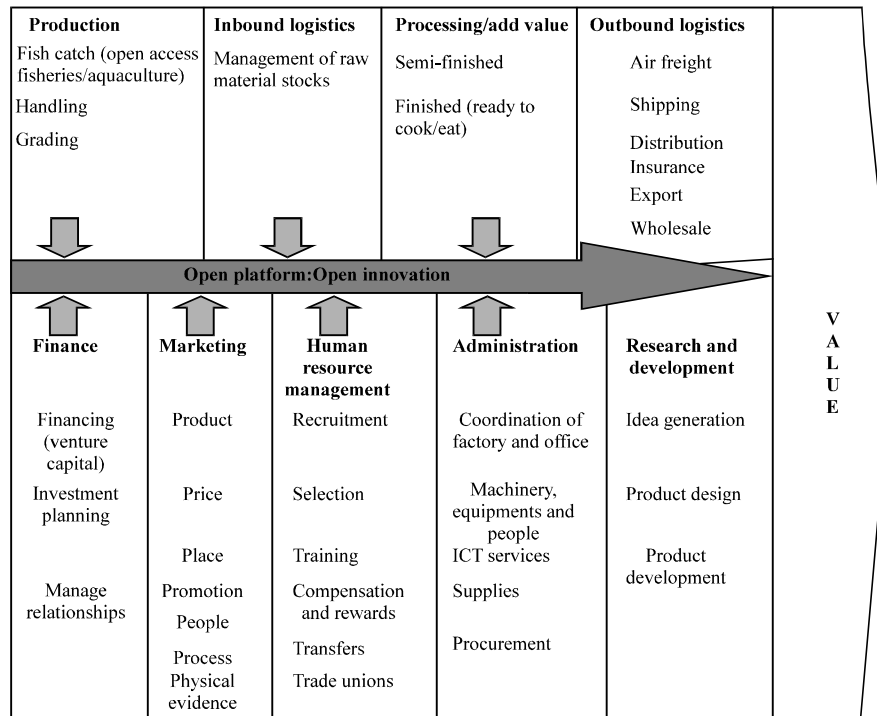 Production
Fish catch (open access
fisheries/aquaculture)
Handling
Grading
Inbound logistics
Management of raw
material stocks
Processing/add value
Semi-finished
Finished (ready to
cook/eat)
Outbound logistics
Air freight
Shipping
Distribution
Insurance
Export
Wholesale
Open platform:Open innovation
Finance
Financing
(venture
capital)
Investment
planning
Manage
relationships
Marketing
Product
Price
Place
Promotion
People
Process
Physical
evidence
Human
resource
management
Recruitment
Selection
Training
Compensation
and rewards
Transfers
Trade unions
Administration
Coordination of
factory and office
Machinery,
equipments and
people
ICT services
Supplies
Procurement
Research and
development
Idea generation
Product design
Product
development
V
A
L
U
E